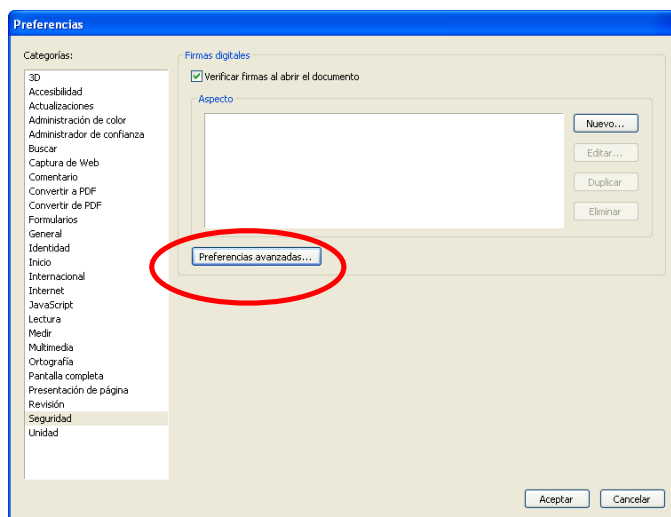 Preferencias
Categorías:
3D
Accesibilidad
Actualizaciones
Administración de color
Administrador de confianza
Buscar
Captura de Web
Comentario
Convertir a PDF
Convertir de PDF
Formularios
General
Identidad
Inicio
Internacional
Internet
JavaScript
Lectura
Medir
Multimedia
Ortografía
Pantalla completa
Presentación de página
Revisión
Seguridad
Unidad
Firmas digitales
Verificar firmas al abrir el documento
Aspecto
Nuevo...
Editar...
Duplicar
Eliminar
Preferencias avanzadas...
Aceptar
Cancelar